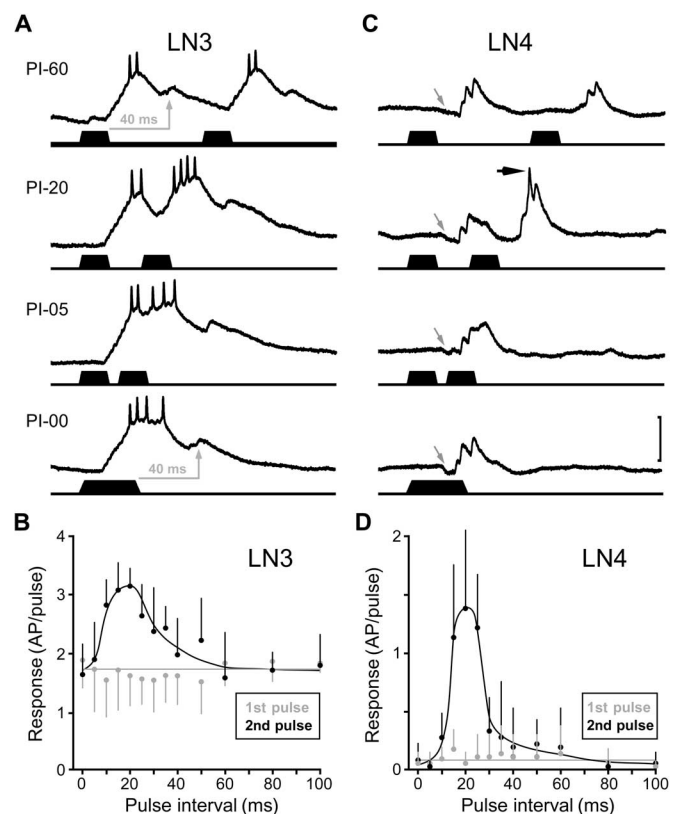 A
LN3
PI-60
40 ms
PI-20
PI-05
PI-00
40 ms
C
LN4
B
LN3
Response (AP/pulse)
4
3
2
1
0
1st pulse
2nd pulse
0 20 40 60 80 100
Pulse interval (ms)
D
LN4
Response (AP/pulse)
2
1
0
1st pulse
2nd pulse
0 20 40 60 80 100
Pulse interval (ms)